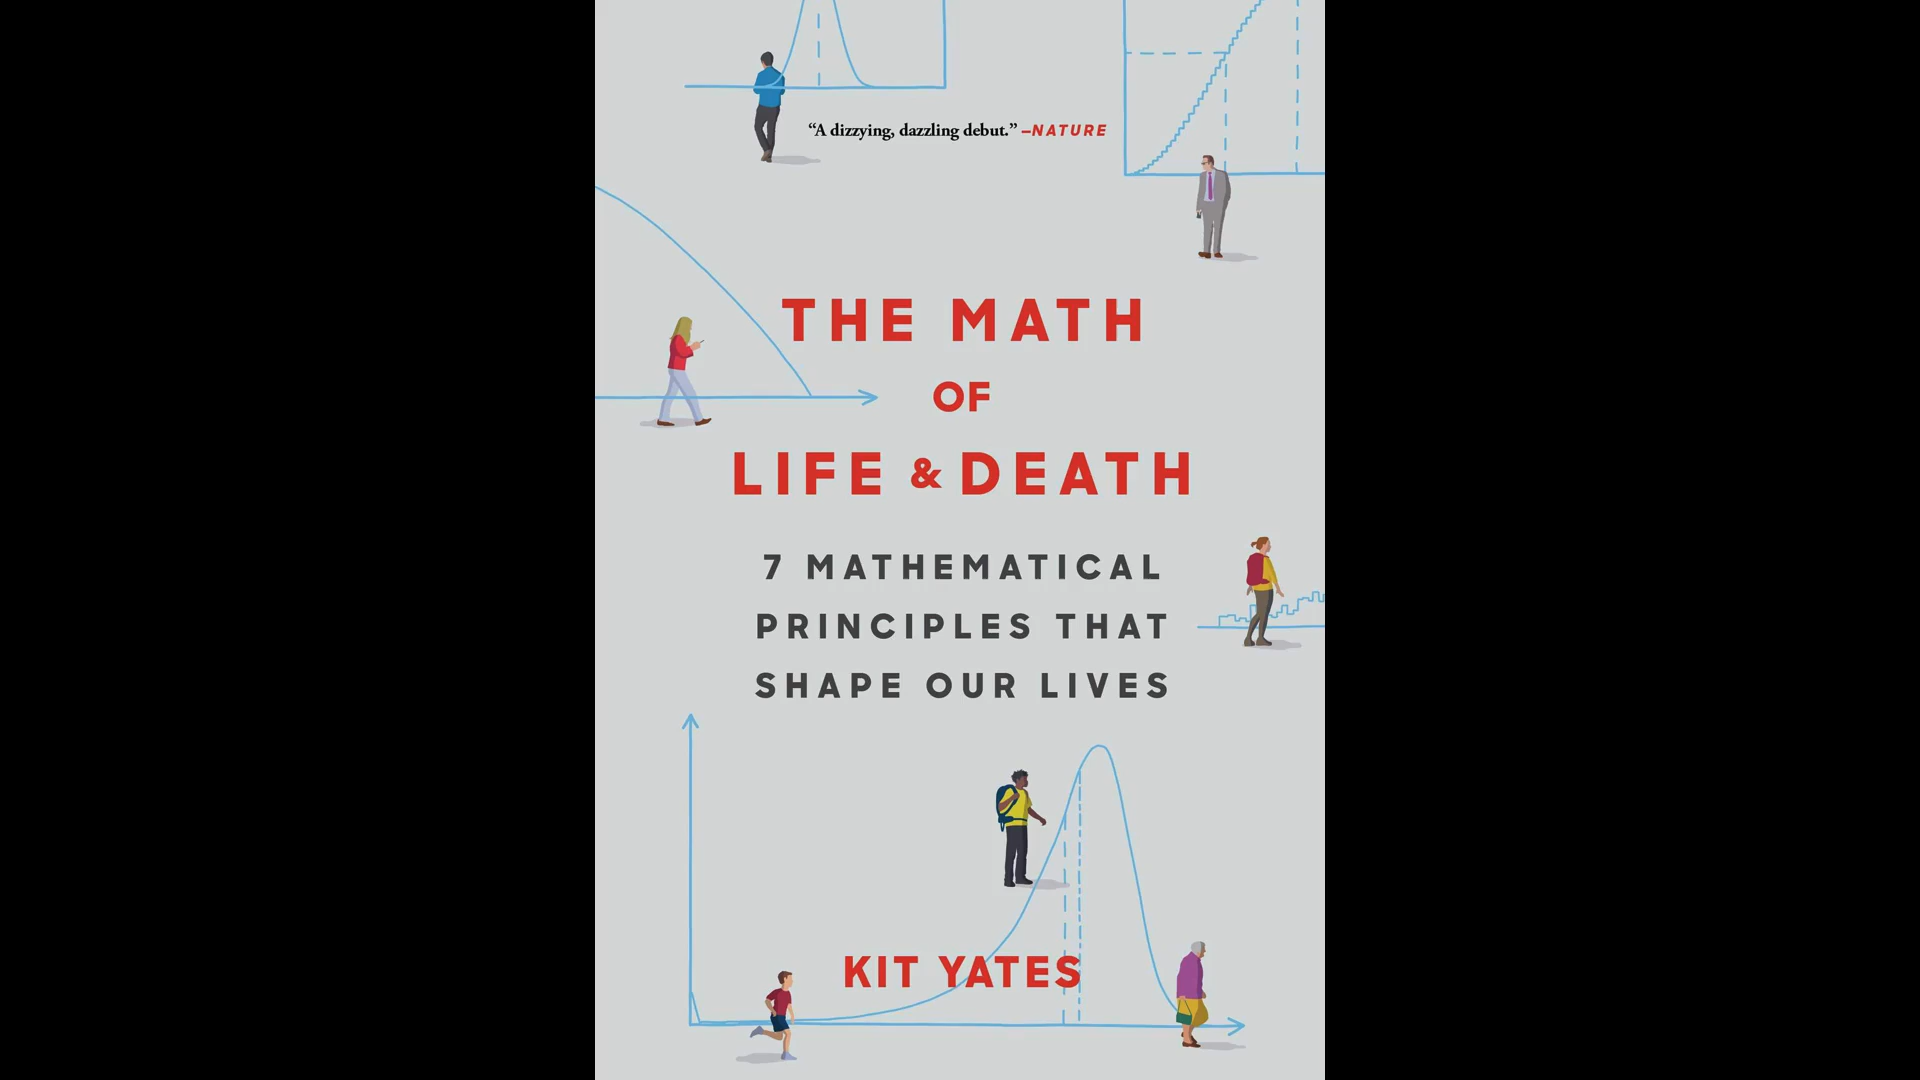 “A dizzying, dazzling debut.” –NATURE
THE MATH
OF
LIFE & DEATH
7 MATHEMATICAL
PRINCIPLES THAT
SHAPE OUR LIVES
KIT YATES